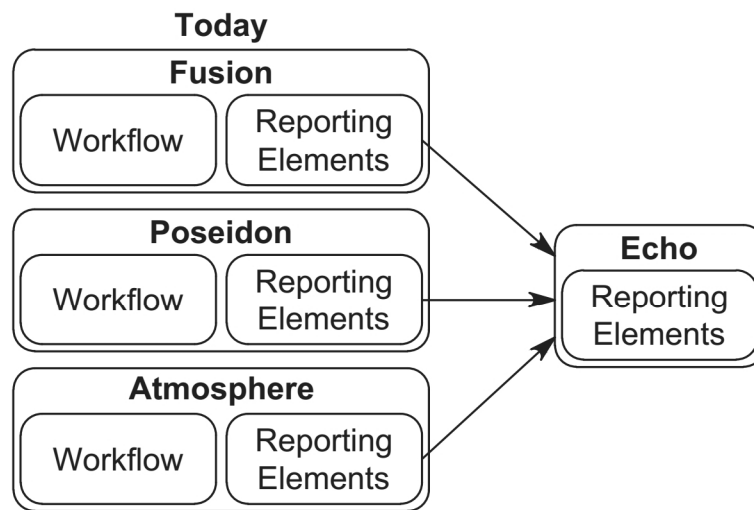 Today
Fusion
Workflow
Reporting
Elements
Poseidon
Workflow
Reporting
Elements
Echo
Reporting
Elements
Atmosphere
Workflow
Reporting
Elements